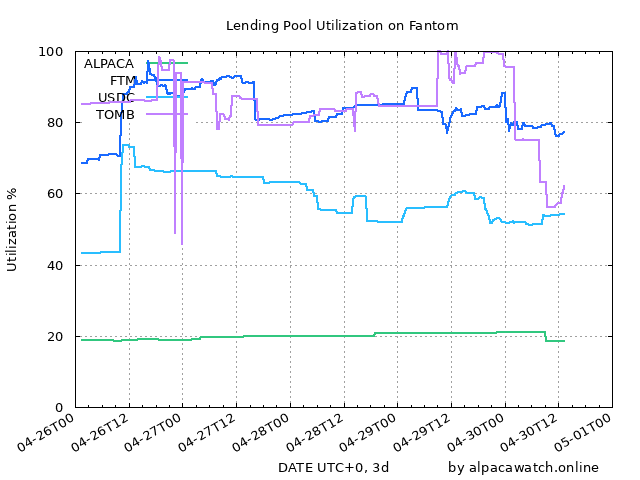 Lending Pool Utilization on Fantom
100
80
60
40
20
0
Utilization %
ALPACA
FTM
USDC
TOMB
04-26T00
04-26T12
04-27T00
04-27T12
04-28T00
04-28T12
04-29T00
04-29T12
04-30T00
04-30T12
05-01T00
DATE UTC+0, 3d
by alpacawatch.online